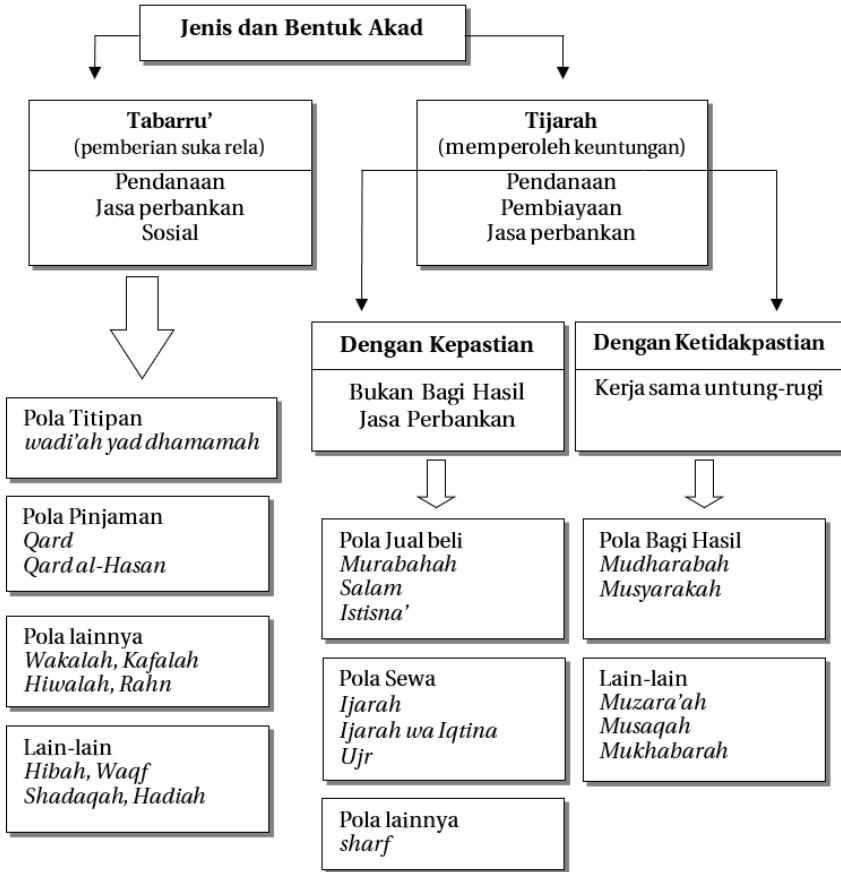 Jenis dan Bentuk Akad
Tabarru'
(pemberian suka rela)
Pendanaan
Jasa perbankan
Sosial
Tijarah
(memperoleh keuntungan)
Pendanaan
Pembiayaan
Jasa perbankan
Pola Titipan
wadi'ah yad dhamamah
Pola Pinjaman
Qard
Qard al-Hasan
Pola lainnya
Wakalah, Kafalah
Hiwalah, Rahn
Lain-lain
Hibah, Waqf
Shadaqah, Hadiah
Dengan Kepastian
Bukan Bagi Hasil
Jasa Perbankan
Pola Jual beli
Murabahah
Salam
Istisna'
Pola Sewa
Ijarah
Ijarah wa Iqtina
Ujr
Pola lainnya
sharf
Dengan Ketidakpastian
Kerja sama untung-rugi
Pola Bagi Hasil
Mudharabah
Musyarakah
Lain-lain
Muzara'ah
Musaqah
Mukhabarah